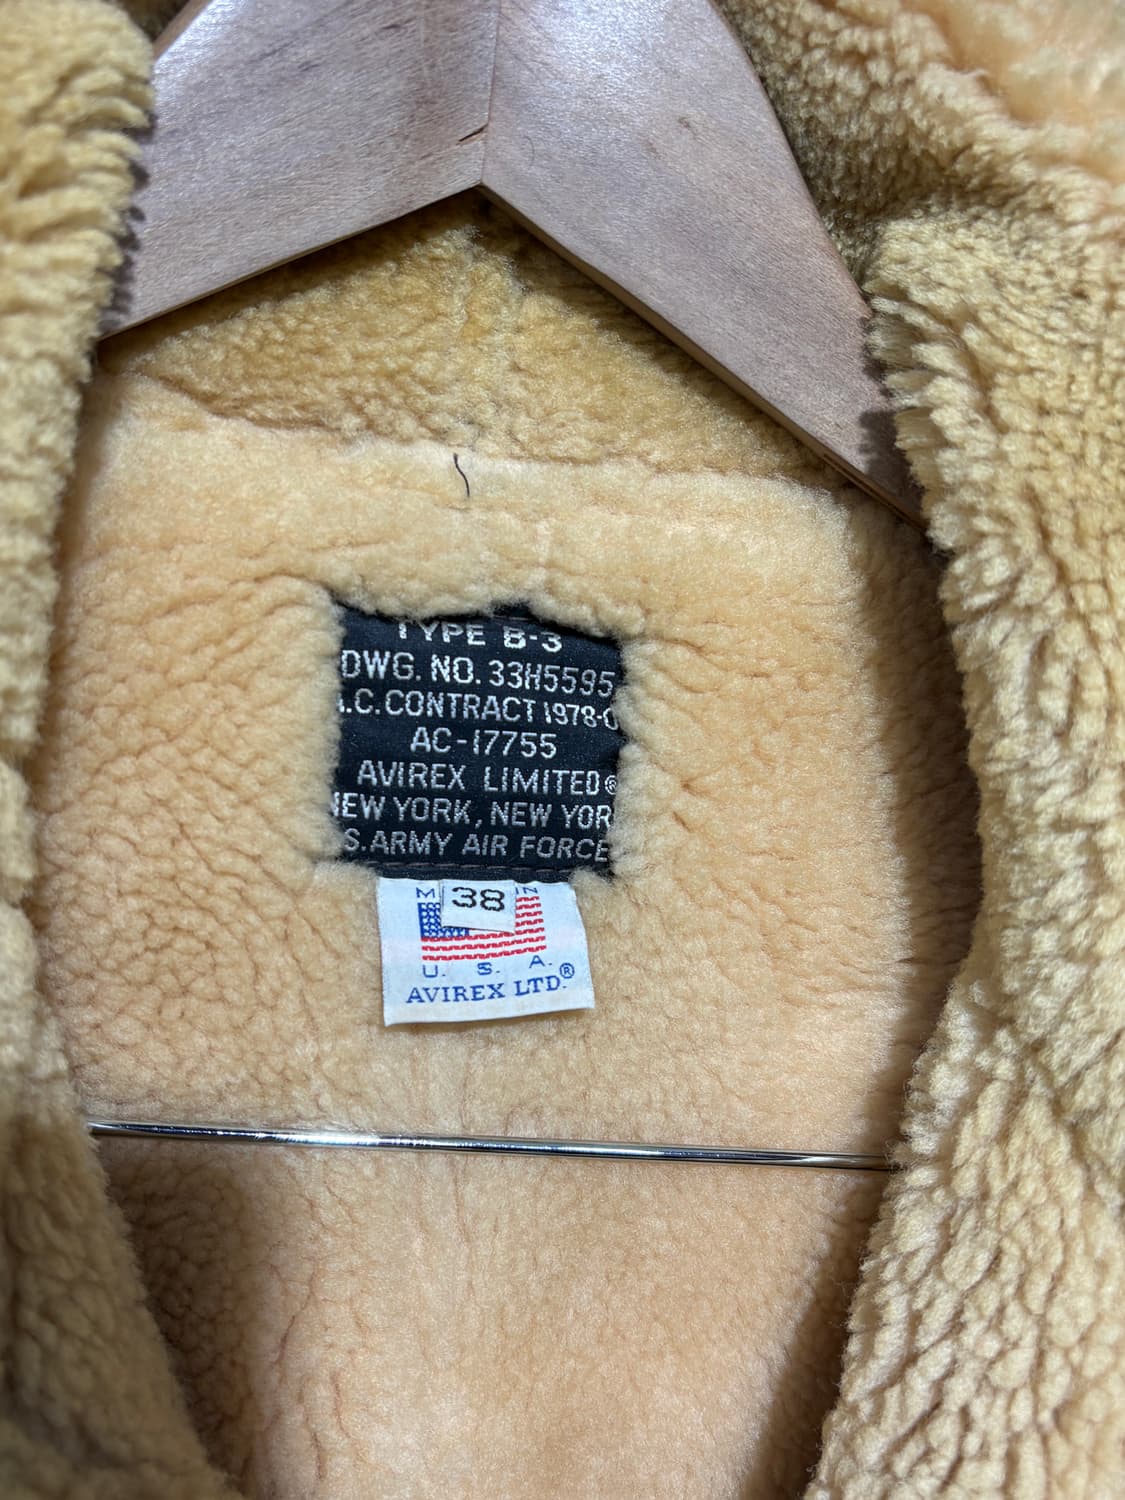 TYPE B-3
DWG. NO. 33H5595
.C. CONTRACT 1978-0
AC-17755
AVIREX LIMITED®
NEW YORK, NEW YOR
S. ARMY AIR FORCE
38
M IN
U. S. A.
AVIREX LTD.®